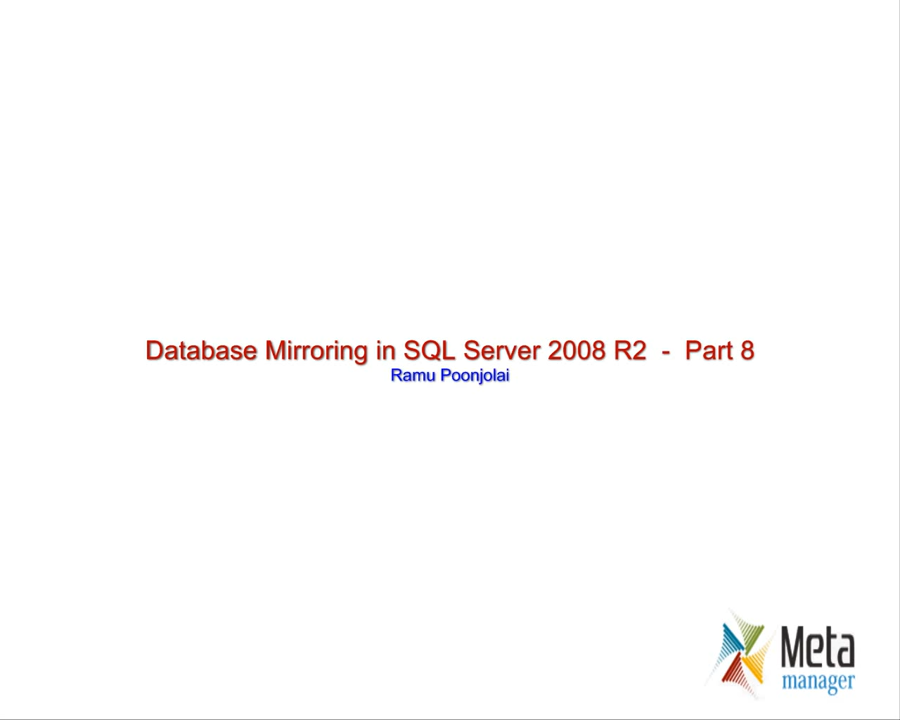 Database Mirroring in SQL Server 2008 R2 - Part 8
Ramu Poonjolai
Meta
manager